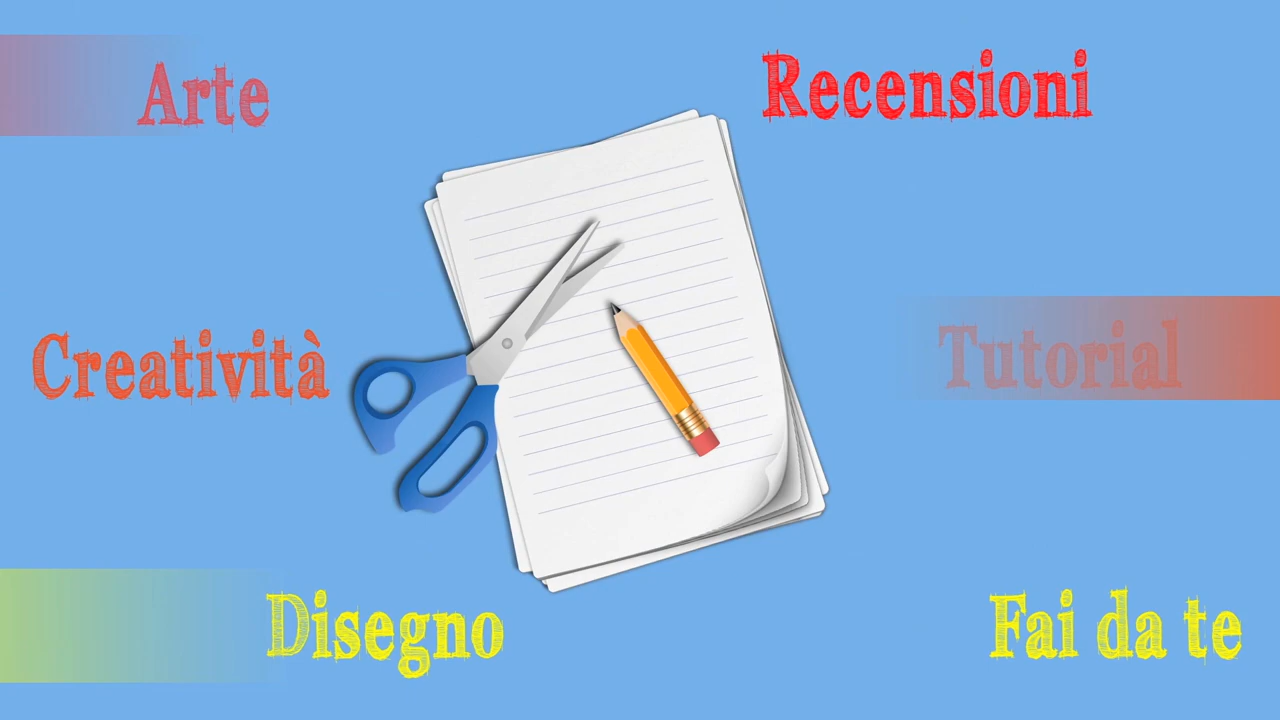 Arte
Recensioni
Creatività
Tutorial
Disegno
Fai da te